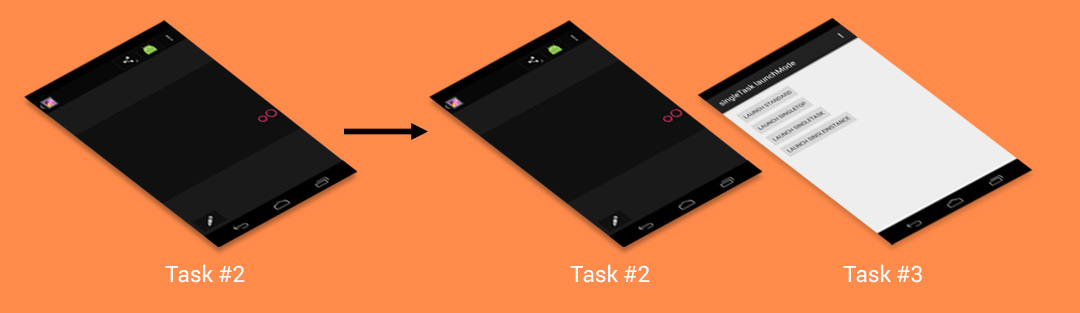 singleTask launchMode
LAUNCH STANDARD
LAUNCH SINGLETOP
LAUNCH SINGLETASK
LAUNCH SINGLEINSTANCE
Task #2
Task #2
Task #3